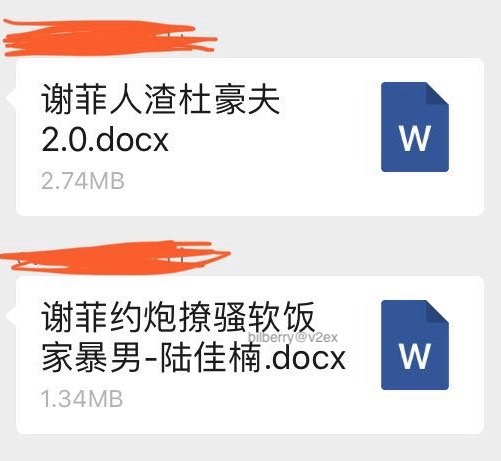 谢菲人渣杜豪夫
2.0.docx
W
2.74MB
谢菲约炮撩骚软饭
bilberry@v2ex
家暴男-陆佳楠.docx
W
1.34MB